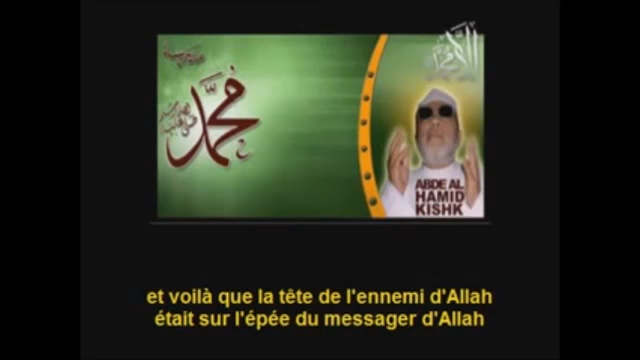 محمد
ABDE AL
HAMID
KISHK
et voilà que la tête de l'ennemi d'Allah
était sur l'épée du messager d'Allah